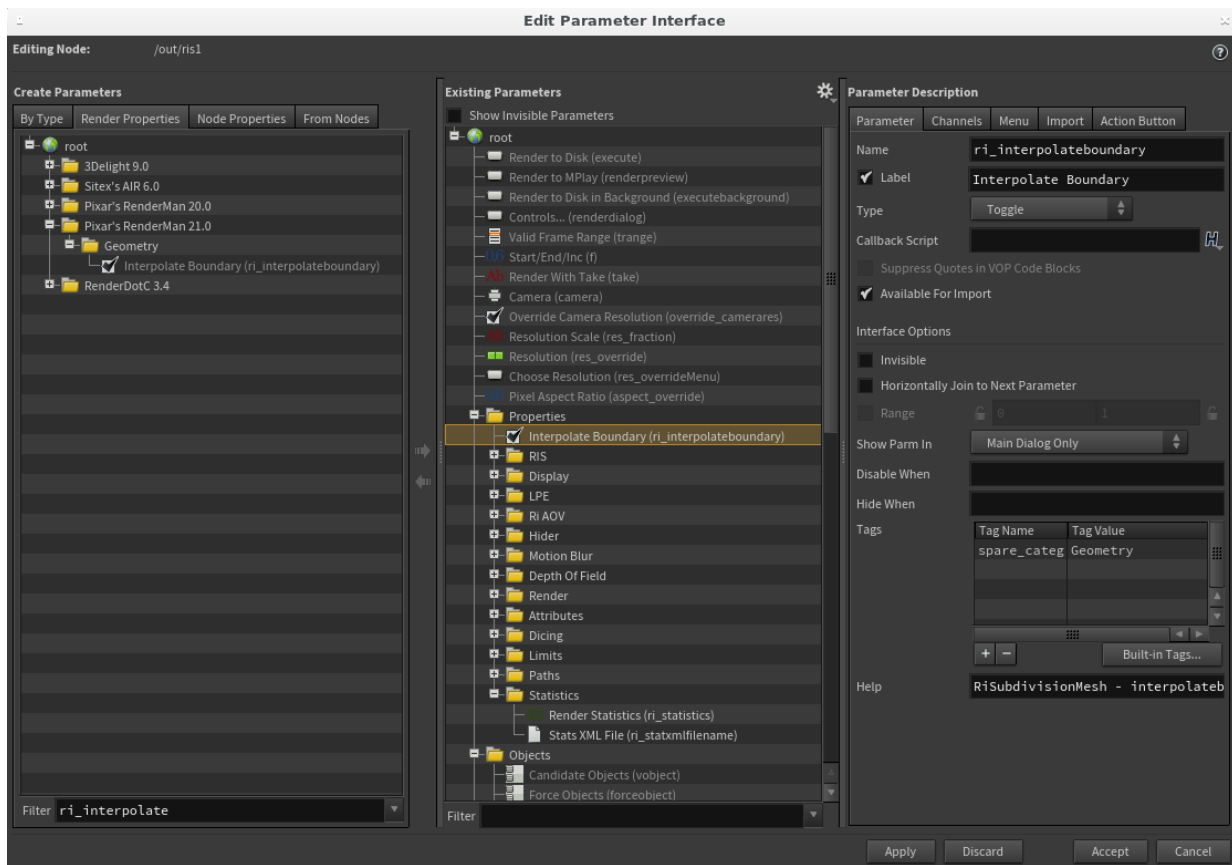 Edit Parameter Interface
Editing Node: /out/ris1
Create Parameters
By Type Render Properties Node Properties From Nodes
root
3Delight 9.0
Sitex's AIR 6.0
Pixar's RenderMan 20.0
Pixar's RenderMan 21.0
Geometry
Interpolate Boundary (ri_interpolateboundary)
RenderDotC 3.4
Filter ri_interpolate
Existing Parameters
Show Invisible Parameters
root
Render to Disk (execute)
Render to MPlay (renderpreview)
Render to Disk in Background (executebackground)
Controls... (renderdialog)
Valid Frame Range (trange)
Start/End/Inc (f)
Render With Take (take)
Camera (camera)
Override Camera Resolution (override_camerares)
Resolution Scale (res_fraction)
Resolution (res_override)
Choose Resolution (res_overrideMenu)
Pixel Aspect Ratio (aspect_override)
Properties
Interpolate Boundary (ri_interpolateboundary)
RIS
Display
LPE
Ri AOV
Hider
Motion Blur
Depth Of Field
Render
Attributes
Dicing
Limits
Paths
Statistics
Render Statistics (ri_statistics)
Stats XML File (ri_statxmlfilename)
Objects
Candidate Objects (vobject)
Force Objects (forceobject)
Filter
Parameter Description
Parameter Channels Menu Import Action Button
Name ri_interpolateboundary
Label Interpolate Boundary
Type Toggle
Callback Script
Suppress Quotes in VOP Code Blocks
Available For Import
Interface Options
Invisible
Horizontally Join to Next Parameter
Range 0 1
Show Parm In Main Dialog Only
Disable When
Hide When
Tags Tag Name Tag Value
spare_categ Geometry
+ − Built-in Tags...
Help RiSubdivisionMesh - interpolateb
Apply Discard Accept Cancel